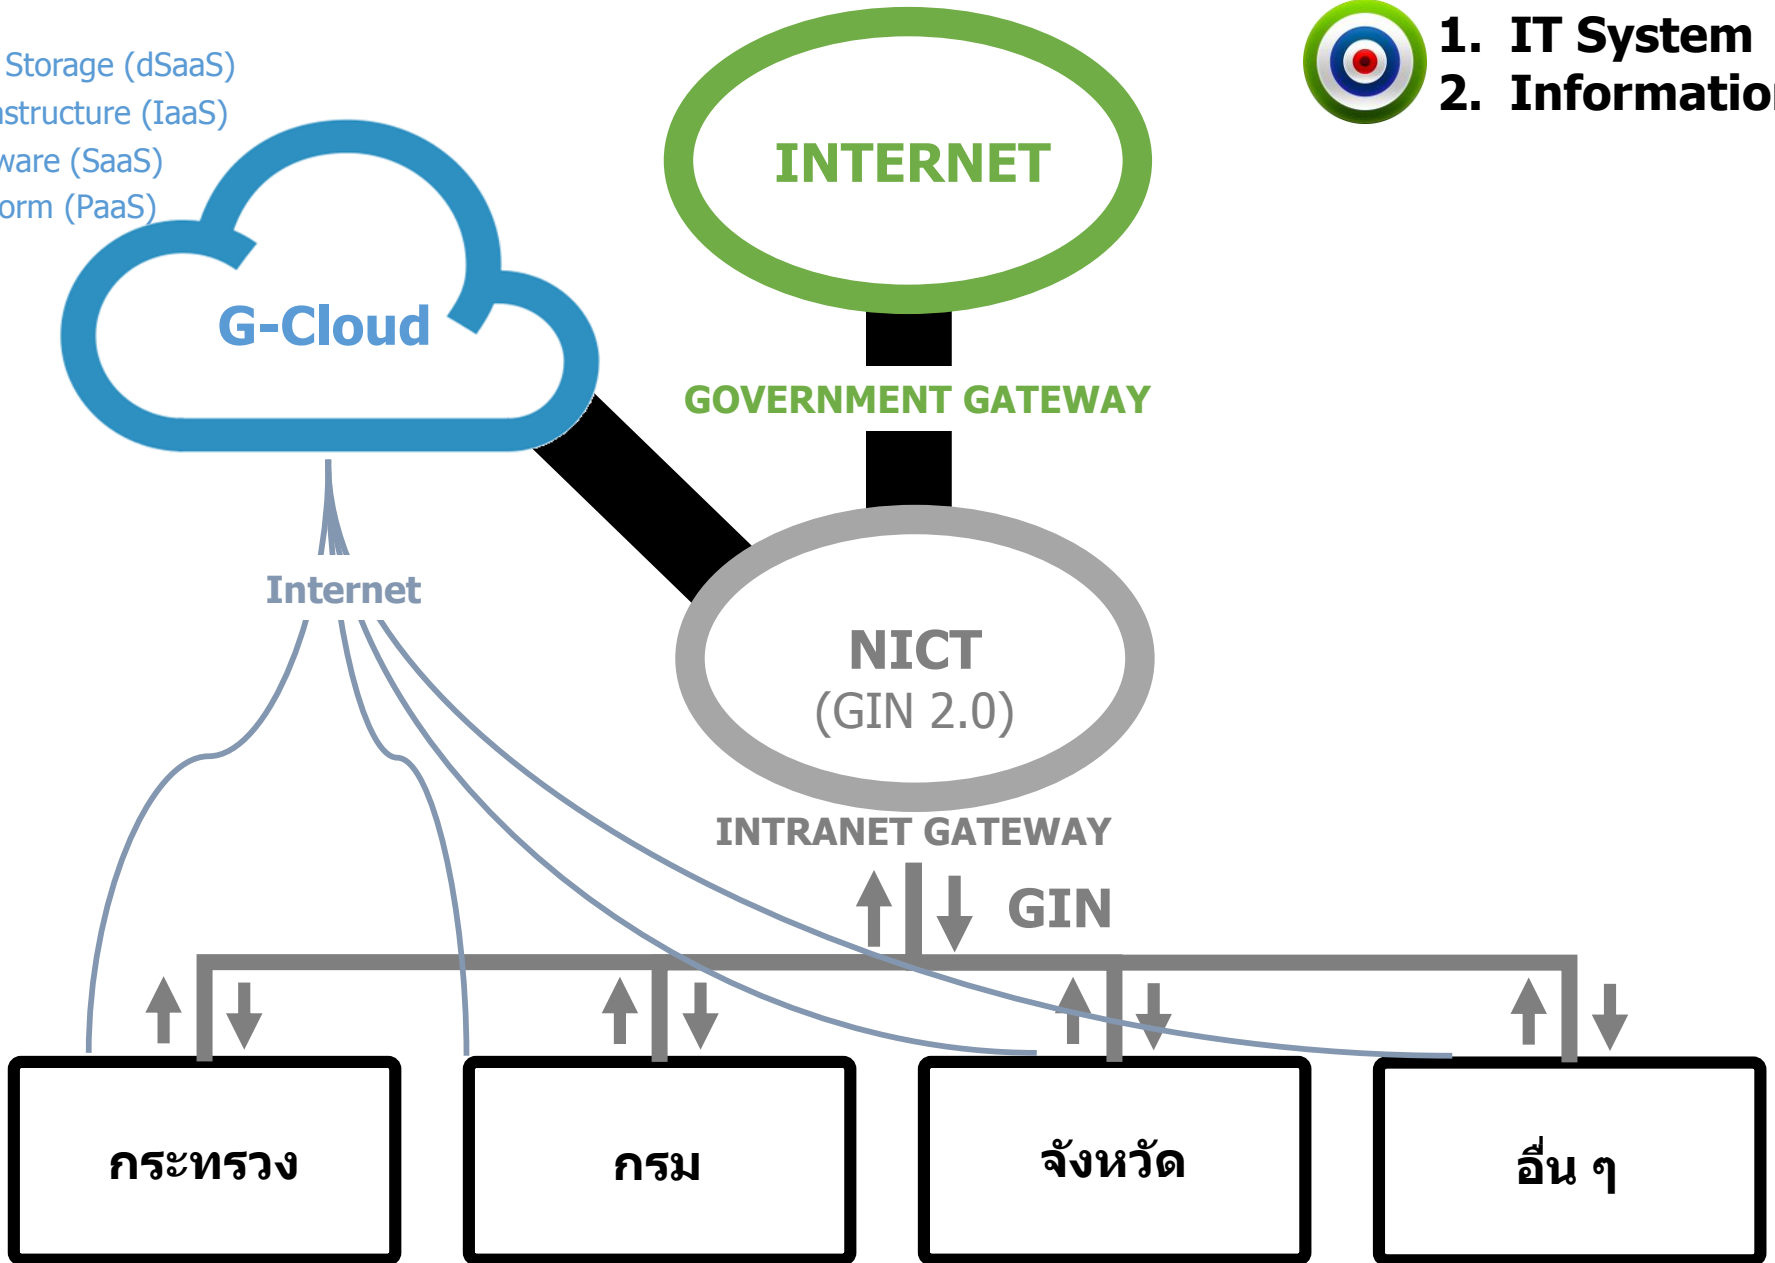 Storage (dSaaS)
astructure (IaaS)
ware (SaaS)
orm (PaaS)
1. IT System
2. Information
INTERNET
G-Cloud
GOVERNMENT GATEWAY
Internet
NICT
(GIN 2.0)
INTRANET GATEWAY
GIN
กระทรวง
กรม
จังหวัด
อื่น ๆ